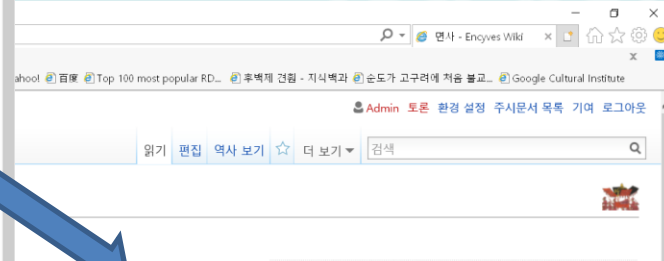 면사 - Encyves Wiki
ahoo! 百度 Top 100 most popular RD... 후백제 견훤 - 지식백과 순도가 고구려에 처음 불교... Google Cultural Institute
Admin 토론 환경 설정 주시문서 목록 기여 로그아웃
읽기 편집 역사 보기 더 보기 검색